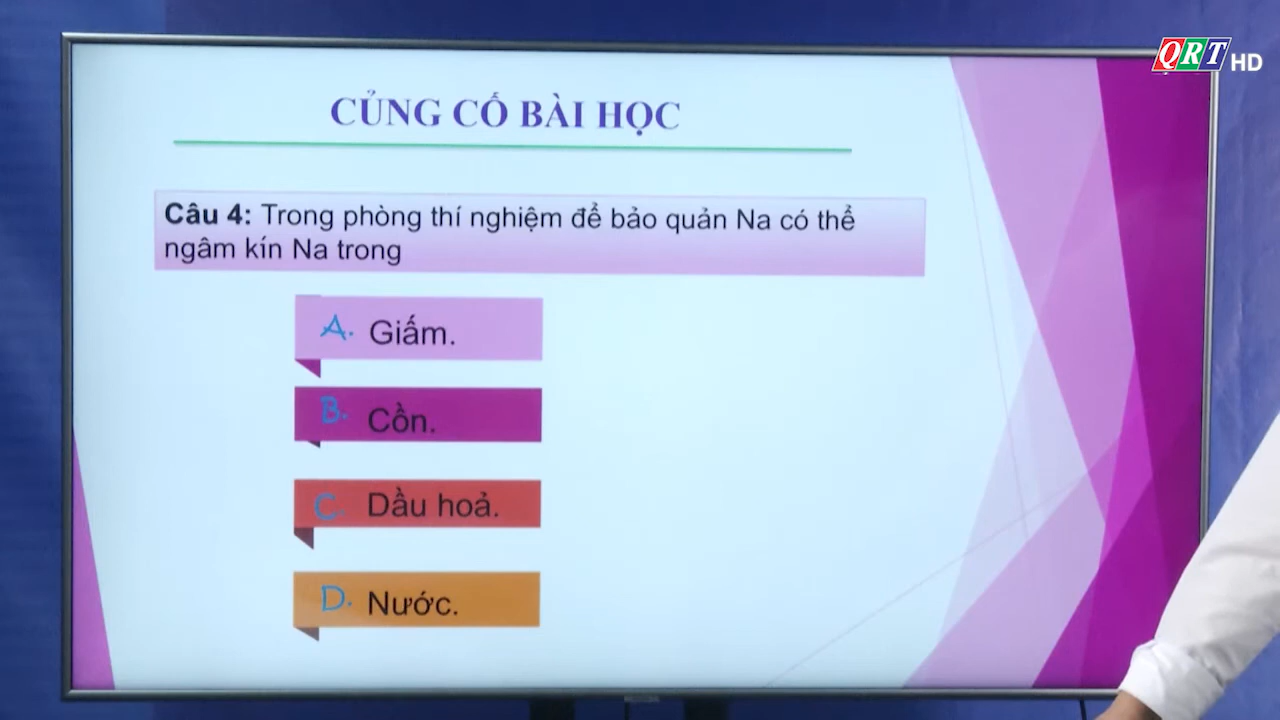 QRT HD
CỦNG CỐ BÀI HỌC
Câu 4: Trong phòng thí nghiệm để bảo quản Na có thể
ngâm kín Na trong
A. Giấm.
B. Cồn.
C. Dầu hoả.
D. Nước.